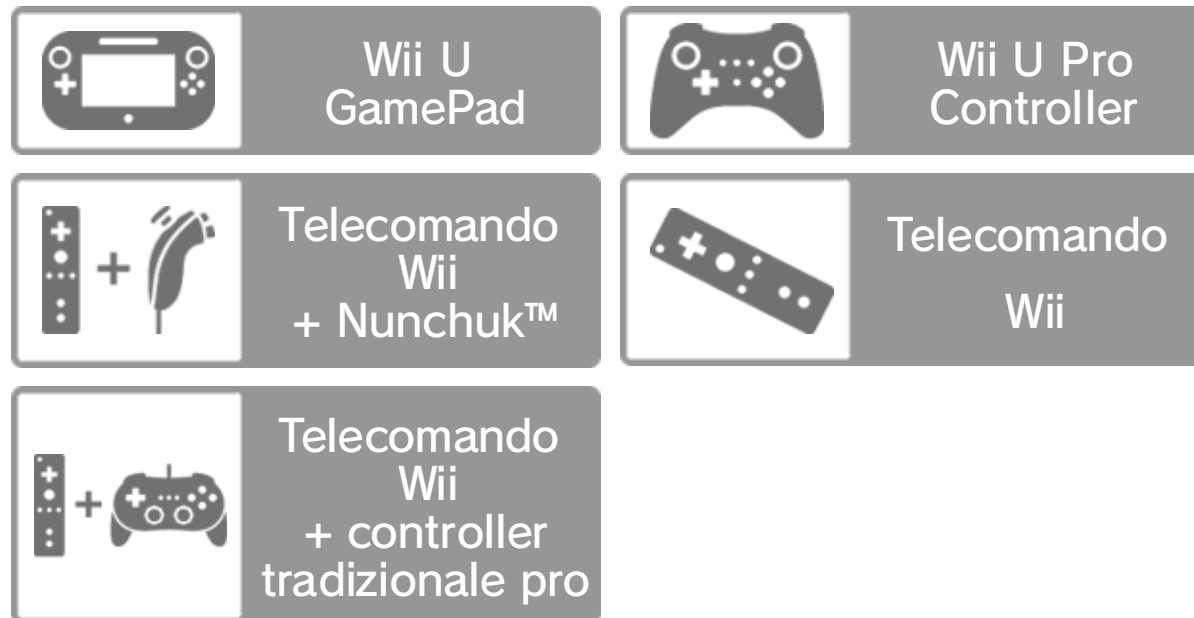 Wii U
GamePad
Wii U Pro
Controller
Telecomando
Wii
+ Nunchuk™
Telecomando
Wii
Telecomando
Wii
+ controller
tradizionale pro